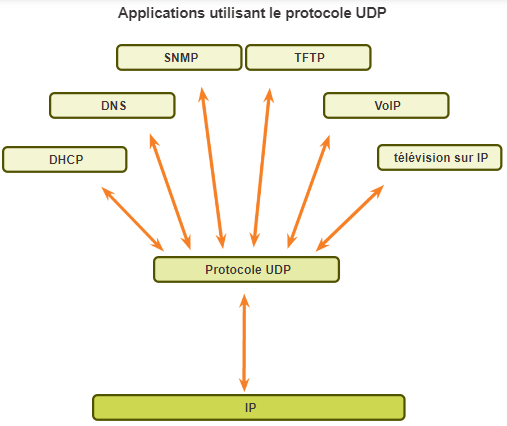 Applications utilisant le protocole UDP
SNMP
TFTP
DNS
VoIP
DHCP
télévision sur IP
Protocole UDP
IP